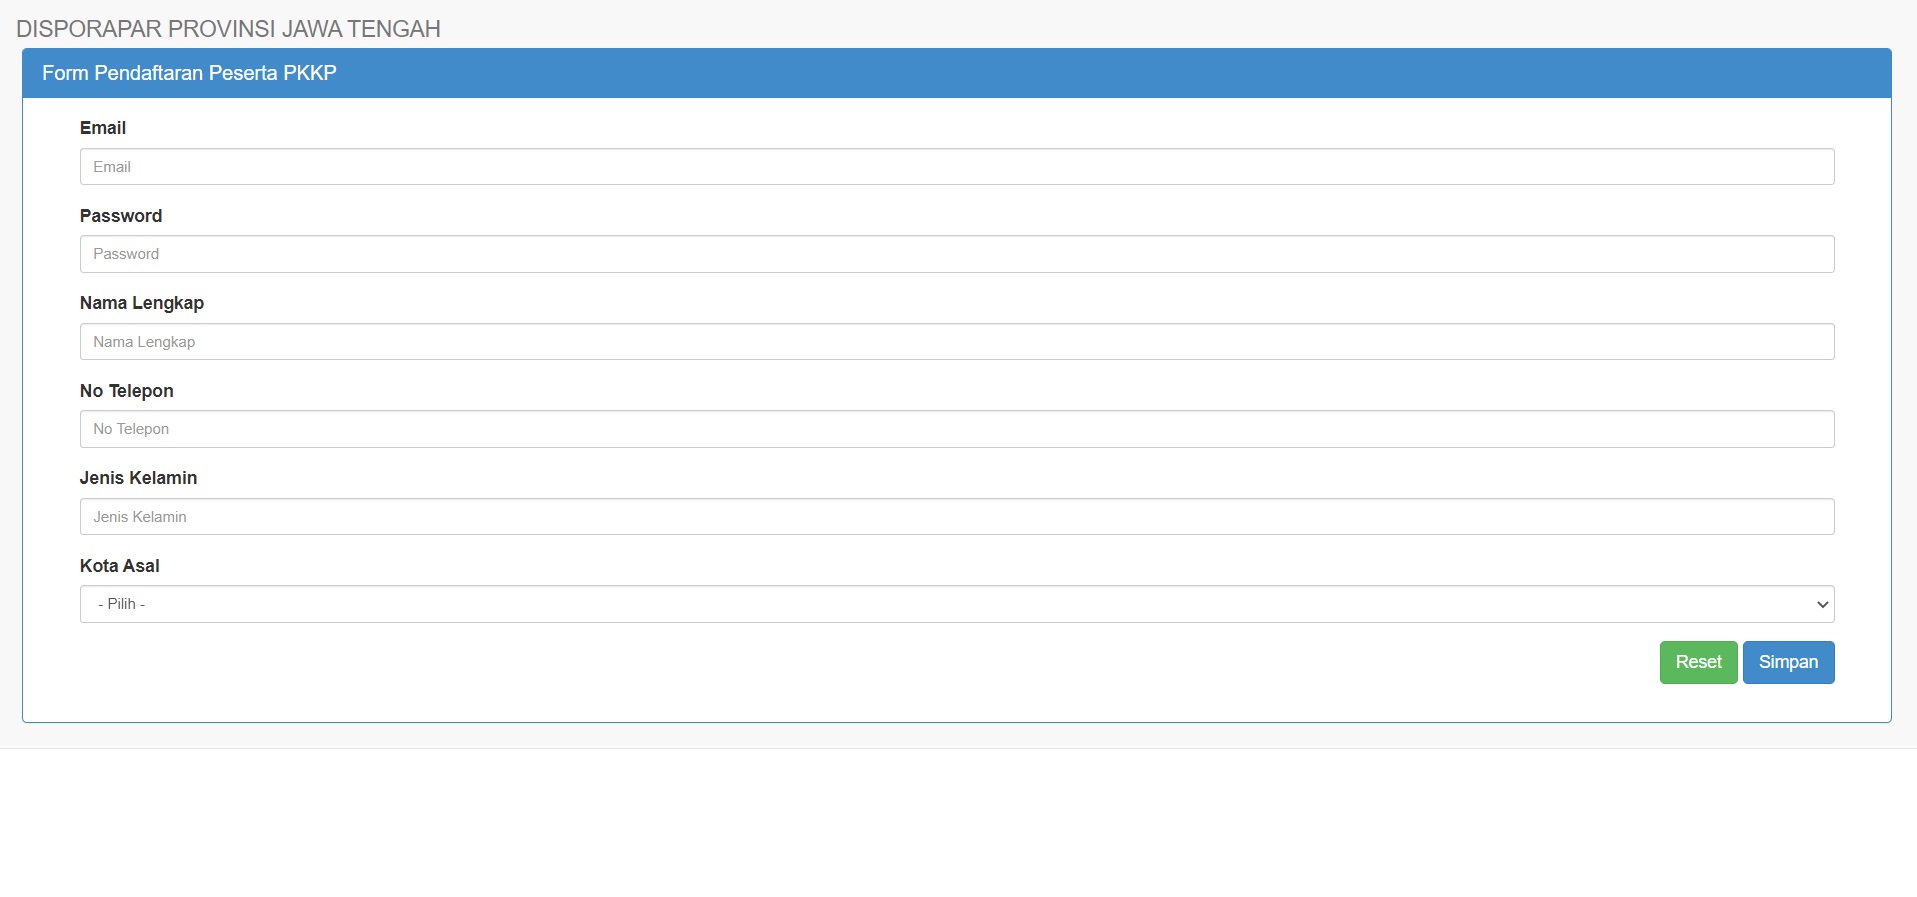 DISPORAPAR PROVINSI JAWA TENGAH
Form Pendaftaran Peserta PKKP
Email
Email
Password
Password
Nama Lengkap
Nama Lengkap
No Telepon
No Telepon
Jenis Kelamin
Jenis Kelamin
Kota Asal
- Pilih -
Reset Simpan